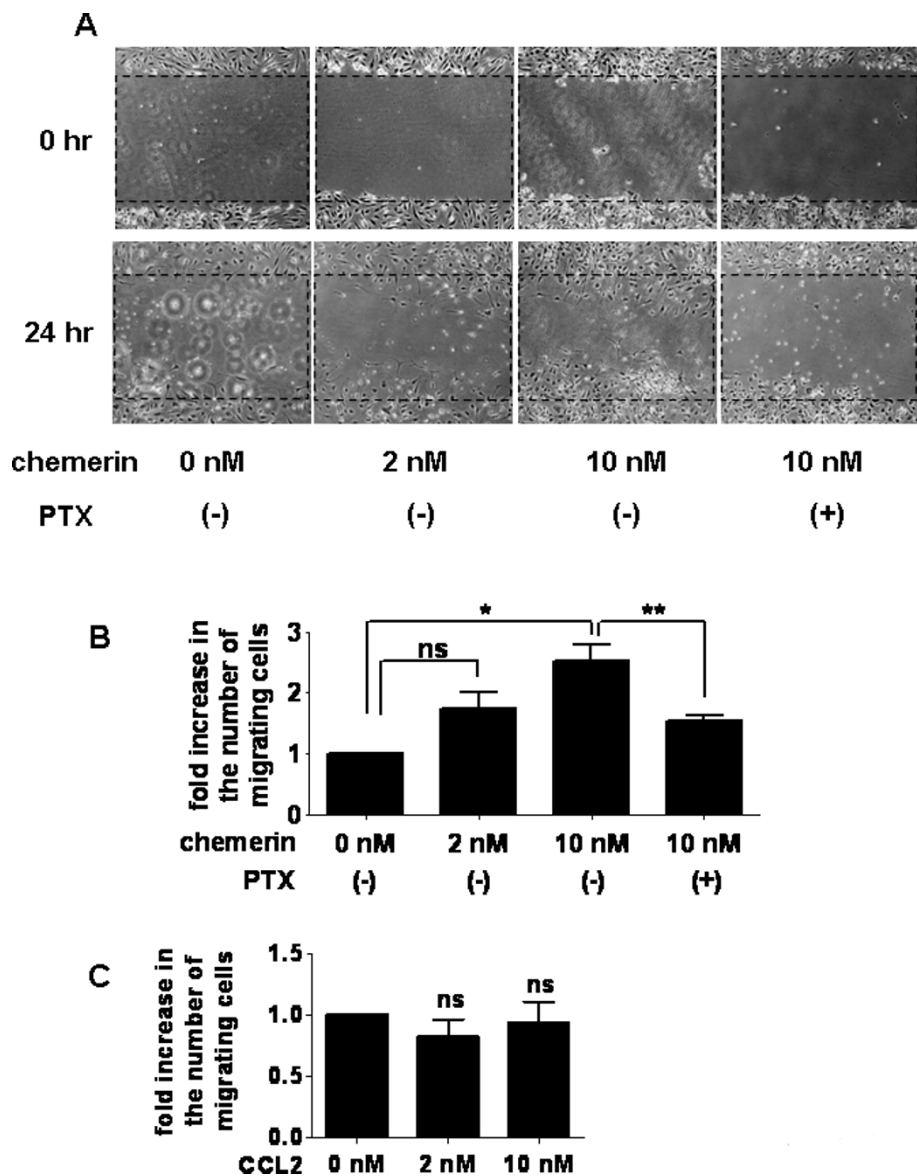 A
0 hr
24 hr
chemerin 0 nM 2 nM 10 nM 10 nM
PTX (-) (-) (-) (+)
B
fold increase in
the number of
migrating cells
* **
ns
3
2
1
0
chemerin 0 nM 2 nM 10 nM 10 nM
PTX (-) (-) (-) (+)
C
fold increase in
the number of
migrating cells
1.5
1.0
0.5
0.0
ns ns
CCL2 0 nM 2 nM 10 nM